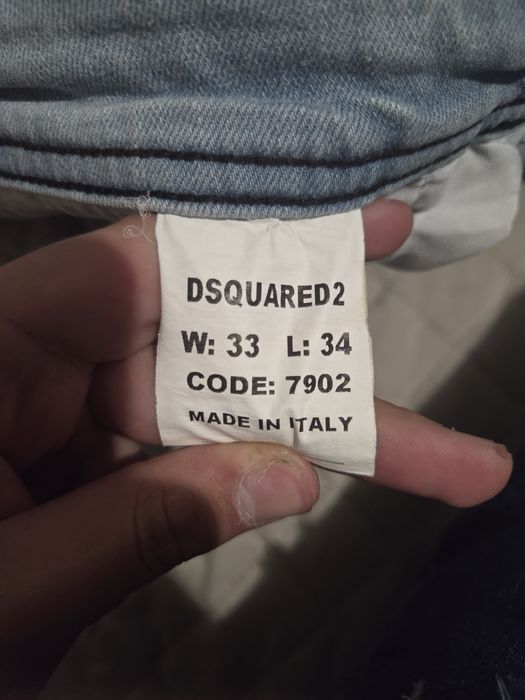 DSQUARED2
W: 33 L: 34
CODE: 7902
MADE IN ITALY